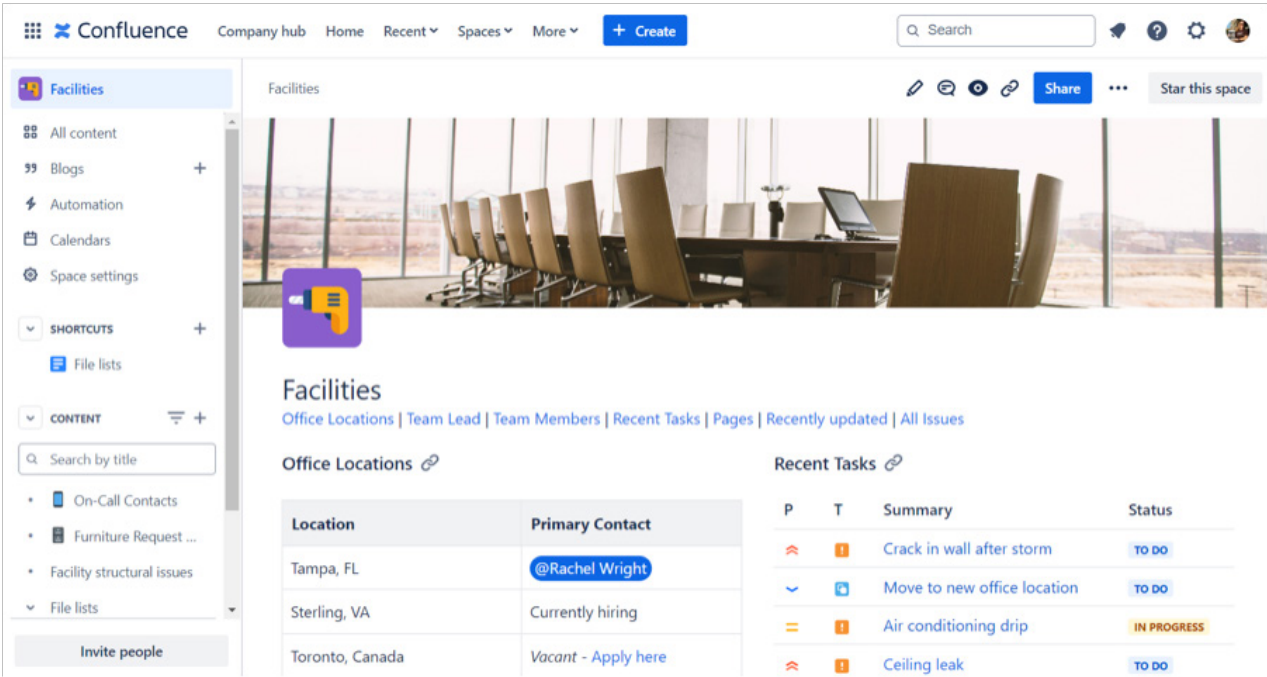 Confluence Company hub Home Recent Spaces More + Create Search
Facilities
All content
Blogs
Automation
Calendars
Space settings
SHORTCUTS
File lists
CONTENT
Search by title
On-Call Contacts
Furniture Request ...
Facility structural issues
File lists
Invite people
Facilities
Share
Star this space
Facilities
Office Locations | Team Lead | Team Members | Recent Tasks | Pages | Recently updated | All Issues
Office Locations
Location Primary Contact
Tampa, FL @Rachel Wright
Sterling, VA Currently hiring
Toronto, Canada Vacant - Apply here
Recent Tasks
P T Summary Status
Crack in wall after storm TO DO
Move to new office location TO DO
Air conditioning drip IN PROGRESS
Ceiling leak TO DO